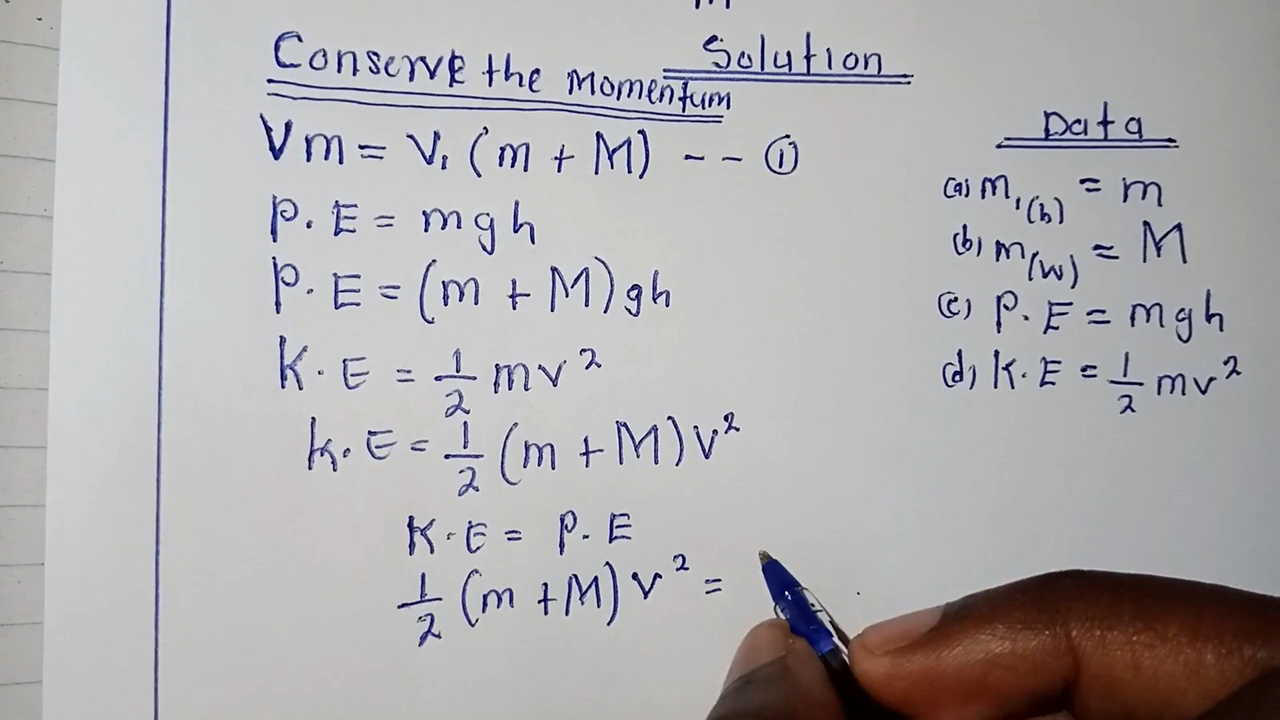 M
Solution
Conserve the momentum
Vm = V₁ (m + M) -- ①
P.E = mgh
P.E = (m + M)gh
K.E = 1/2 mv²
K.E = 1/2 (m + M)V²
K.E = P.E
1/2 (m + M) V² =
Data
(a) m₁(b) = m
(b) m(w) = M
(c) P.E = mgh
(d) K.E = 1/2 mv²